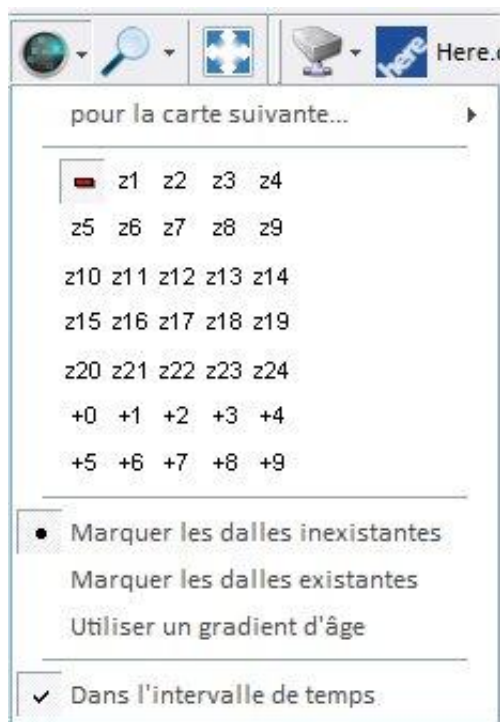 here Here.
pour la carte suivante...
z1 z2 z3 z4
z5 z6 z7 z8 z9
z10 z11 z12 z13 z14
z15 z16 z17 z18 z19
z20 z21 z22 z23 z24
+0 +1 +2 +3 +4
+5 +6 +7 +8 +9
Marquer les dalles inexistantes
Marquer les dalles existantes
Utiliser un gradient d'âge
Dans l'intervalle de temps